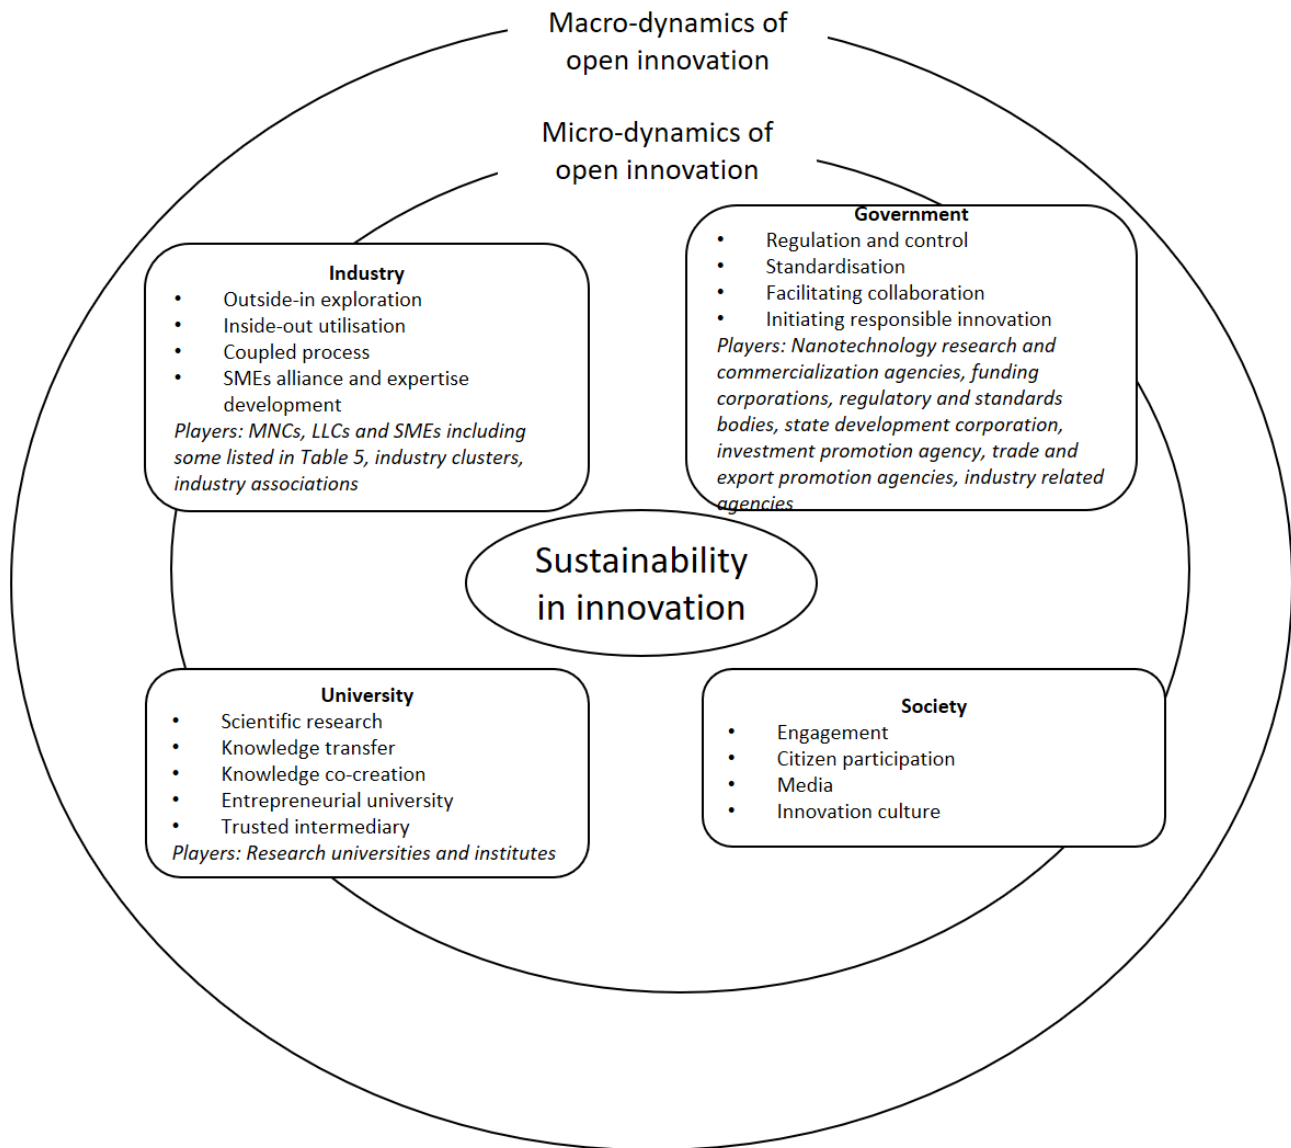 Macro-dynamics of
open innovation
Micro-dynamics of
open innovation
Industry
• Outside-in exploration
• Inside-out utilisation
• Coupled process
• SMEs alliance and expertise
development
Players: MNCs, LLCs and SMEs including
some listed in Table 5, industry clusters,
industry associations
Government
• Regulation and control
• Standardisation
• Facilitating collaboration
• Initiating responsible innovation
Players: Nanotechnology research and
commercialization agencies, funding
corporations, regulatory and standards
bodies, state development corporation,
investment promotion agency, trade and
export promotion agencies, industry related
agencies
Sustainability
in innovation
University
• Scientific research
• Knowledge transfer
• Knowledge co-creation
• Entrepreneurial university
• Trusted intermediary
Players: Research universities and institutes
Society
• Engagement
• Citizen participation
• Media
• Innovation culture